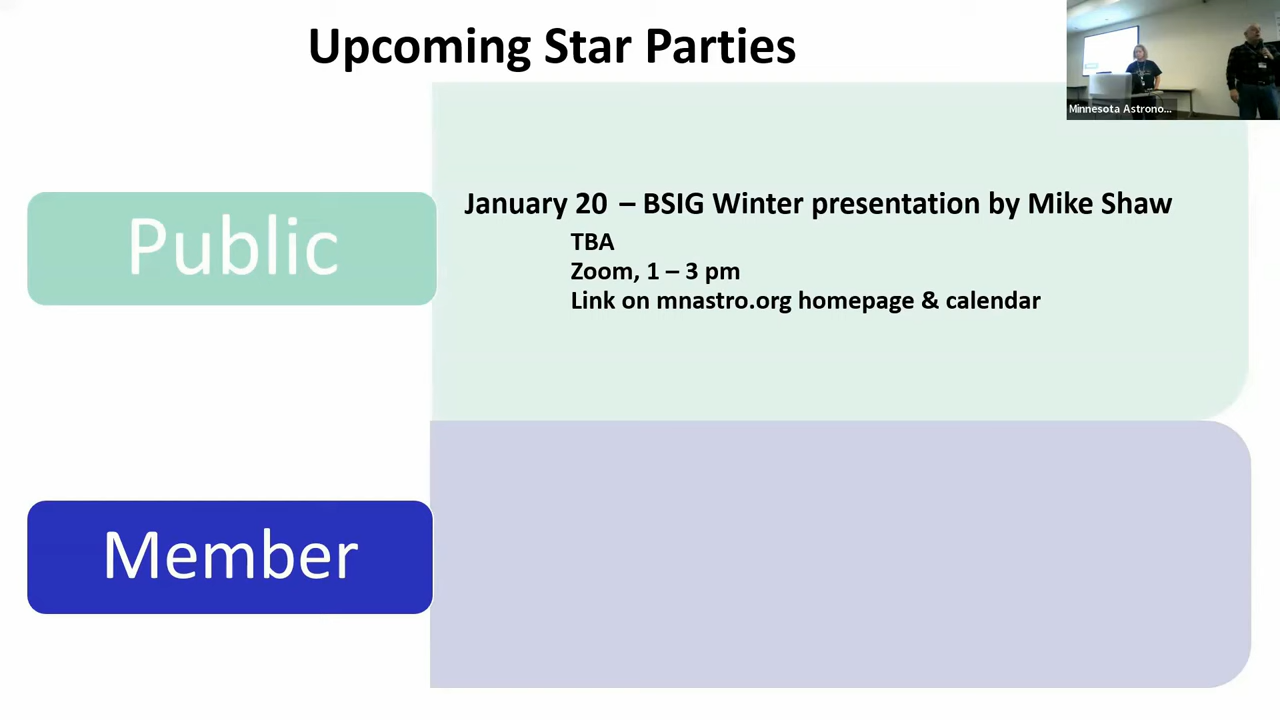 Upcoming Star Parties
Minnesota Astrono...
Public
January 20 – BSIG Winter presentation by Mike Shaw
TBA
Zoom, 1 – 3 pm
Link on mnastro.org homepage & calendar
Member